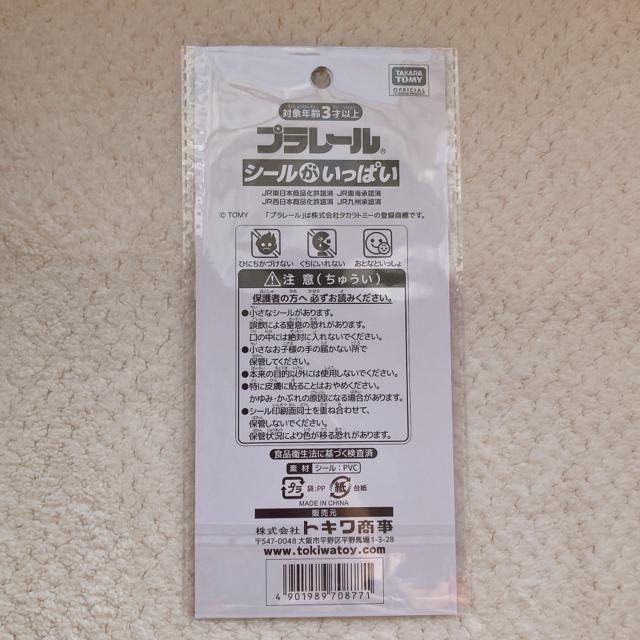 TAKARA
TOMY
OFFICIAL
対象年齢3才以上
プラレール®
シールがいっぱい
JR東日本商品化許諾済 JR東海承認済
JR西日本商品化許諾済 JR九州承認済
© TOMY 「プラレール」は株式会社タカラトミーの登録商標です。
ひにちかづけない くちにいれない おとなといっしょ
注意(ちゅうい)
保護者の方へ 必ずお読みください。
●小さなシールがあります。
誤飲による窒息の恐れがあります。
口の中には絶対に入れないでください。
●小さなお子様の手の届かない所で
保管してください。
●本来の目的以外には使用しないでください。
●特に皮膚に貼ることはおやめください。
かゆみ・かぶれの原因になる場合があります。
●シール印刷面同士を重ね合わせて、
保管しないでください。
保管状況により色が移る恐れがあります。
食品衛生法に基づく検査済
素材 シール:PVC
プラ 袋:PP 紙 台紙
MADE IN CHINA
販売元
株式会社トキワ商事
〒547-0048 大阪市平野区平野馬場1-3-28
www.tokiwatoy.com
4 901989 708771